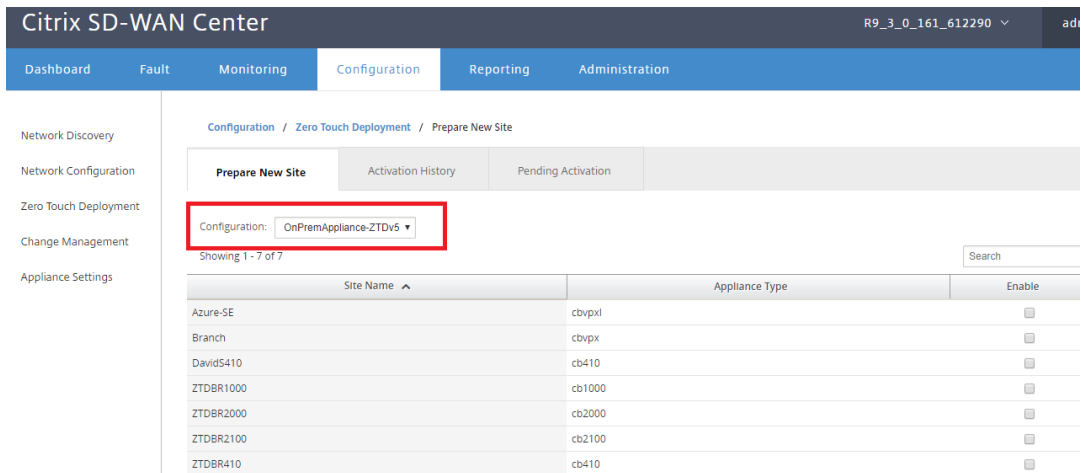 Citrix SD-WAN Center R9_3_0_161_612290
Dashboard Fault Monitoring Configuration Reporting Administration
Configuration / Zero Touch Deployment / Prepare New Site
Network Discovery
Network Configuration
Zero Touch Deployment
Change Management
Appliance Settings
Prepare New Site Activation History Pending Activation
Configuration: OnPremAppliance-ZTDv5
Showing 1 - 7 of 7 Search
Site Name Appliance Type Enable
Azure-SE cbvpxl
Branch cbvpx
DavidS410 cb410
ZTDBR1000 cb1000
ZTDBR2000 cb2000
ZTDBR2100 cb2100
ZTDBR410 cb410